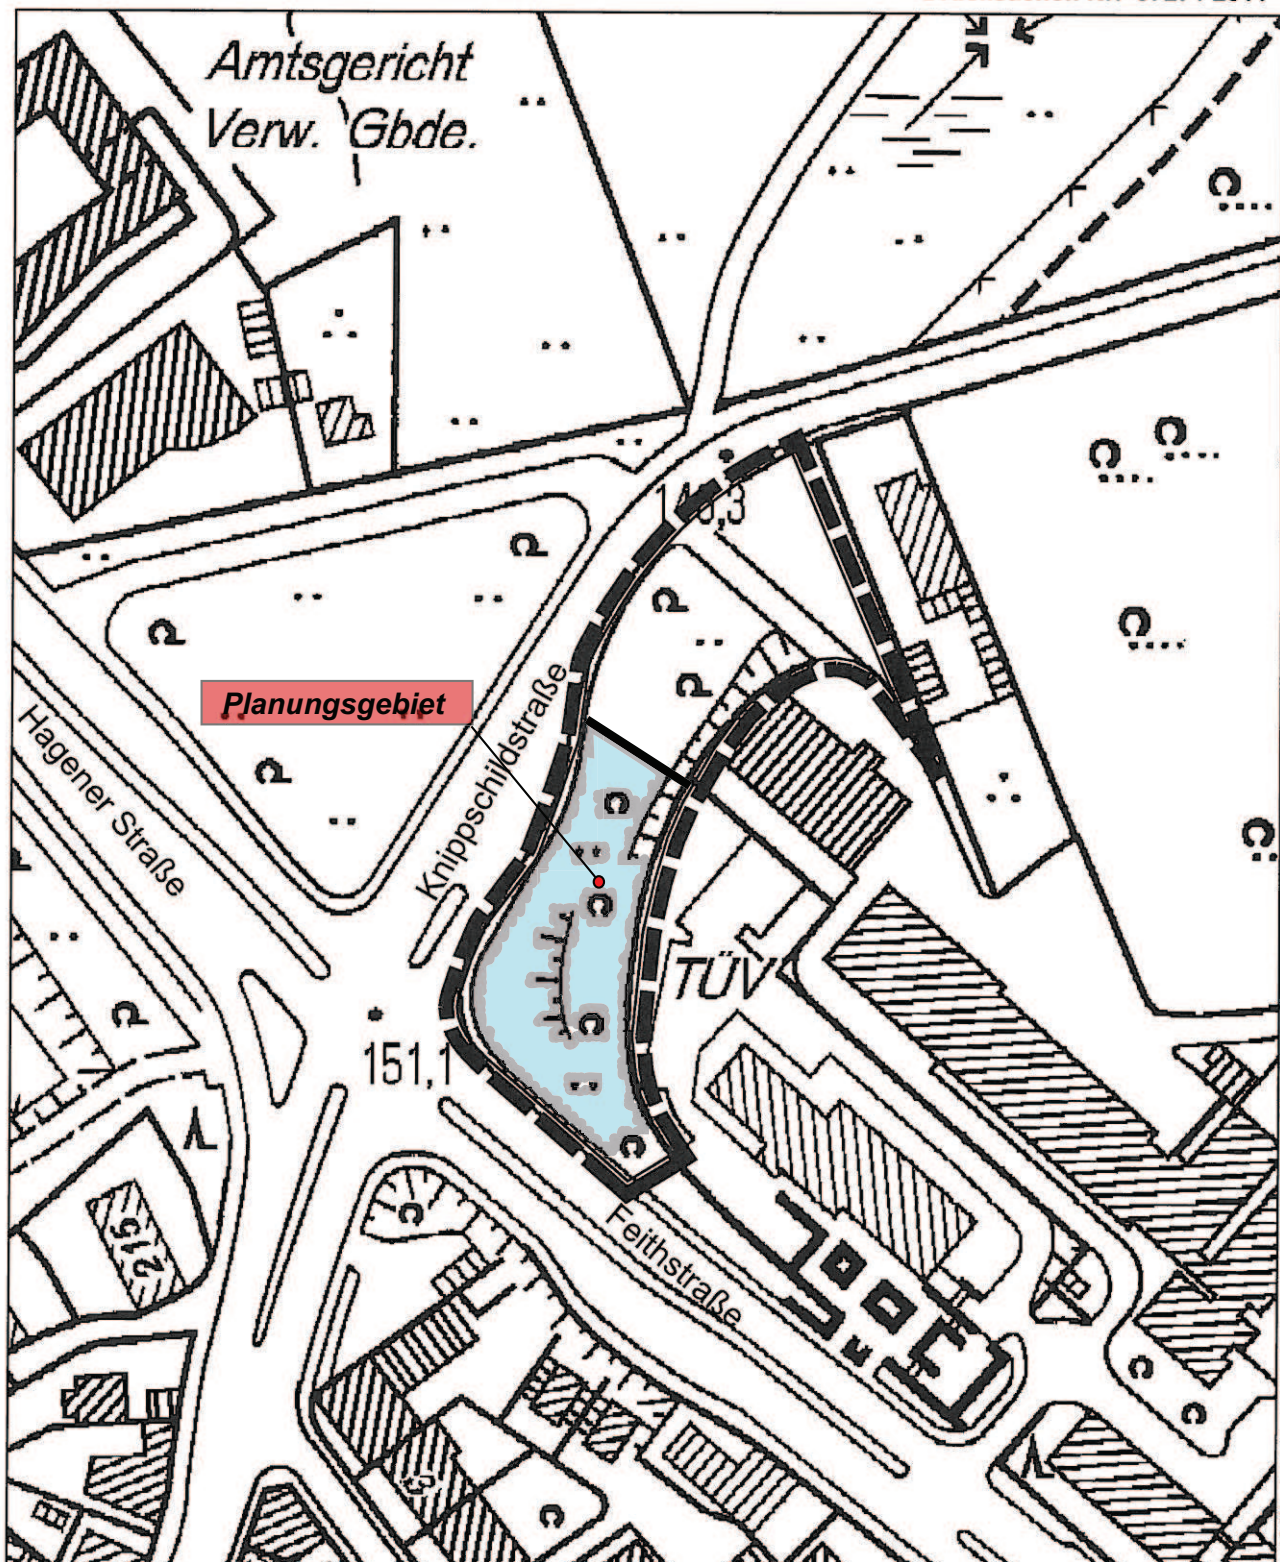 Amtsgericht
Verw. Gbde.
Planungsgebiet
Knippschildstraße
Hagener Straße
TÜV
151,1
215
Feithstraße